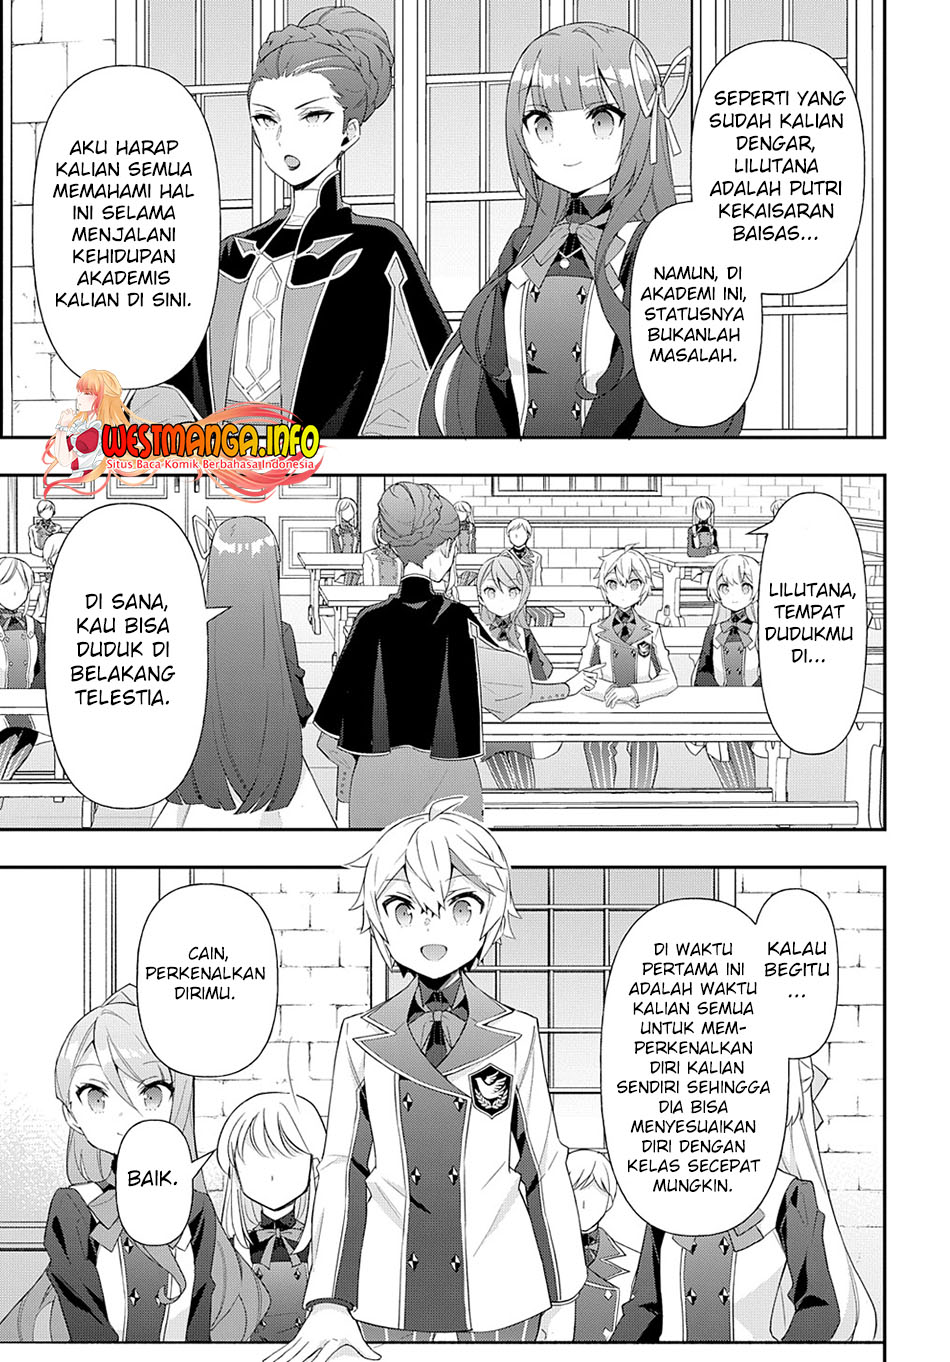 SEPERTI YANG
SUDAH KALIAN
DENGAR,
LILUTANA
ADALAH PUTRI
KEKAISARAN
BAISAS...
NAMUN, DI
AKADEMI INI,
STATUSNYA
BUKANLAH
MASALAH.
AKU HARAP
KALIAN SEMUA
MEMAHAMI HAL
INI SELAMA
MENJALANI
KEHIDUPAN
AKADEMIS
KALIAN DI SINI.
WESTMANGA.INFO
Situs Baca Komik Berbahasa Indonesia
LILUTANA,
TEMPAT
DUDUKMU
DI...
DI SANA,
KAU BISA
DUDUK DI
BELAKANG
TELESTIA.
KALAU
BEGITU
...
DI WAKTU
PERTAMA INI
ADALAH WAKTU
KALIAN SEMUA
UNTUK MEM-
PERKENALKAN
DIRI KALIAN
SENDIRI SEHINGGA
DIA BISA
MENYESUAIKAN
DIRI DENGAN
KELAS SECEPAT
MUNGKIN.
CAIN,
PERKENALKAN
DIRIMU.
BAIK.